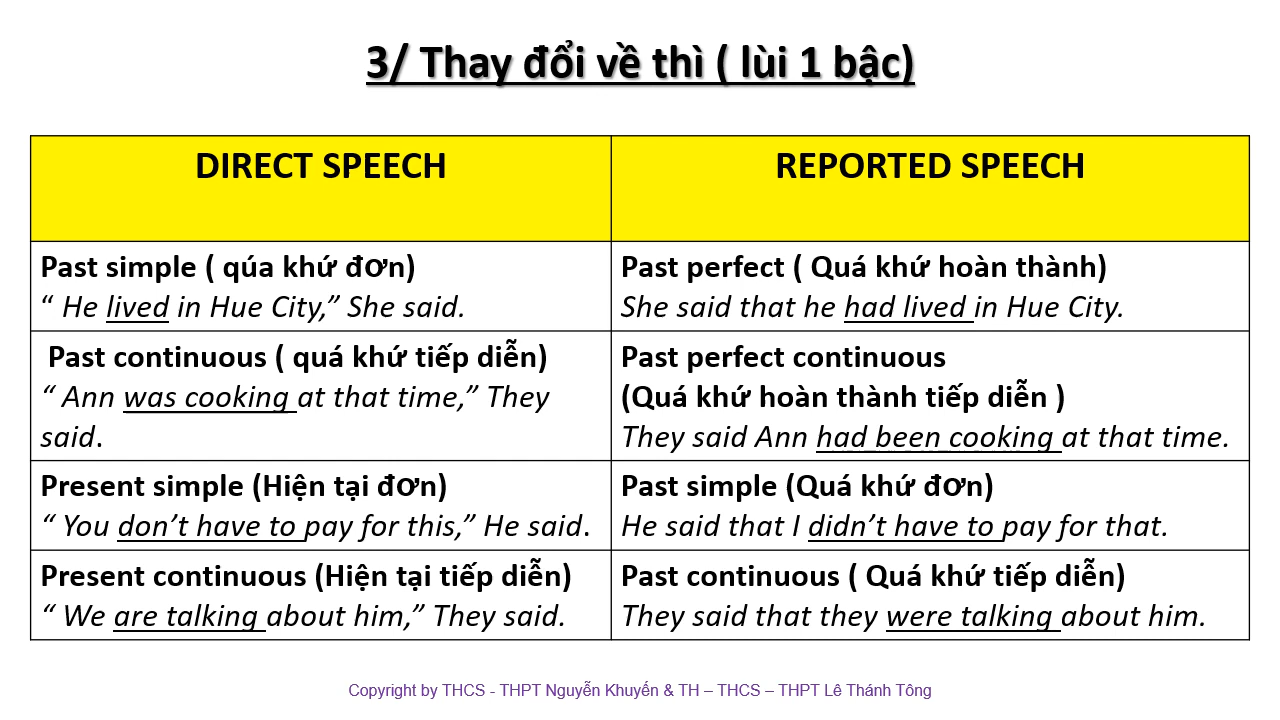 3/ Thay đổi về thì ( lùi 1 bậc)
DIRECT SPEECH
REPORTED SPEECH
Past simple ( qúa khứ đơn)
“ He lived in Hue City,” She said.
Past perfect ( Quá khứ hoàn thành)
She said that he had lived in Hue City.
Past continuous ( quá khứ tiếp diễn)
“ Ann was cooking at that time,” They
said.
Past perfect continuous
(Quá khứ hoàn thành tiếp diễn )
They said Ann had been cooking at that time.
Present simple (Hiện tại đơn)
“ You don’t have to pay for this,” He said.
Past simple (Quá khứ đơn)
He said that I didn’t have to pay for that.
Present continuous (Hiện tại tiếp diễn)
“ We are talking about him,” They said.
Past continuous ( Quá khứ tiếp diễn)
They said that they were talking about him.
Copyright by THCS - THPT Nguyễn Khuyến & TH – THCS – THPT Lê Thánh Tông